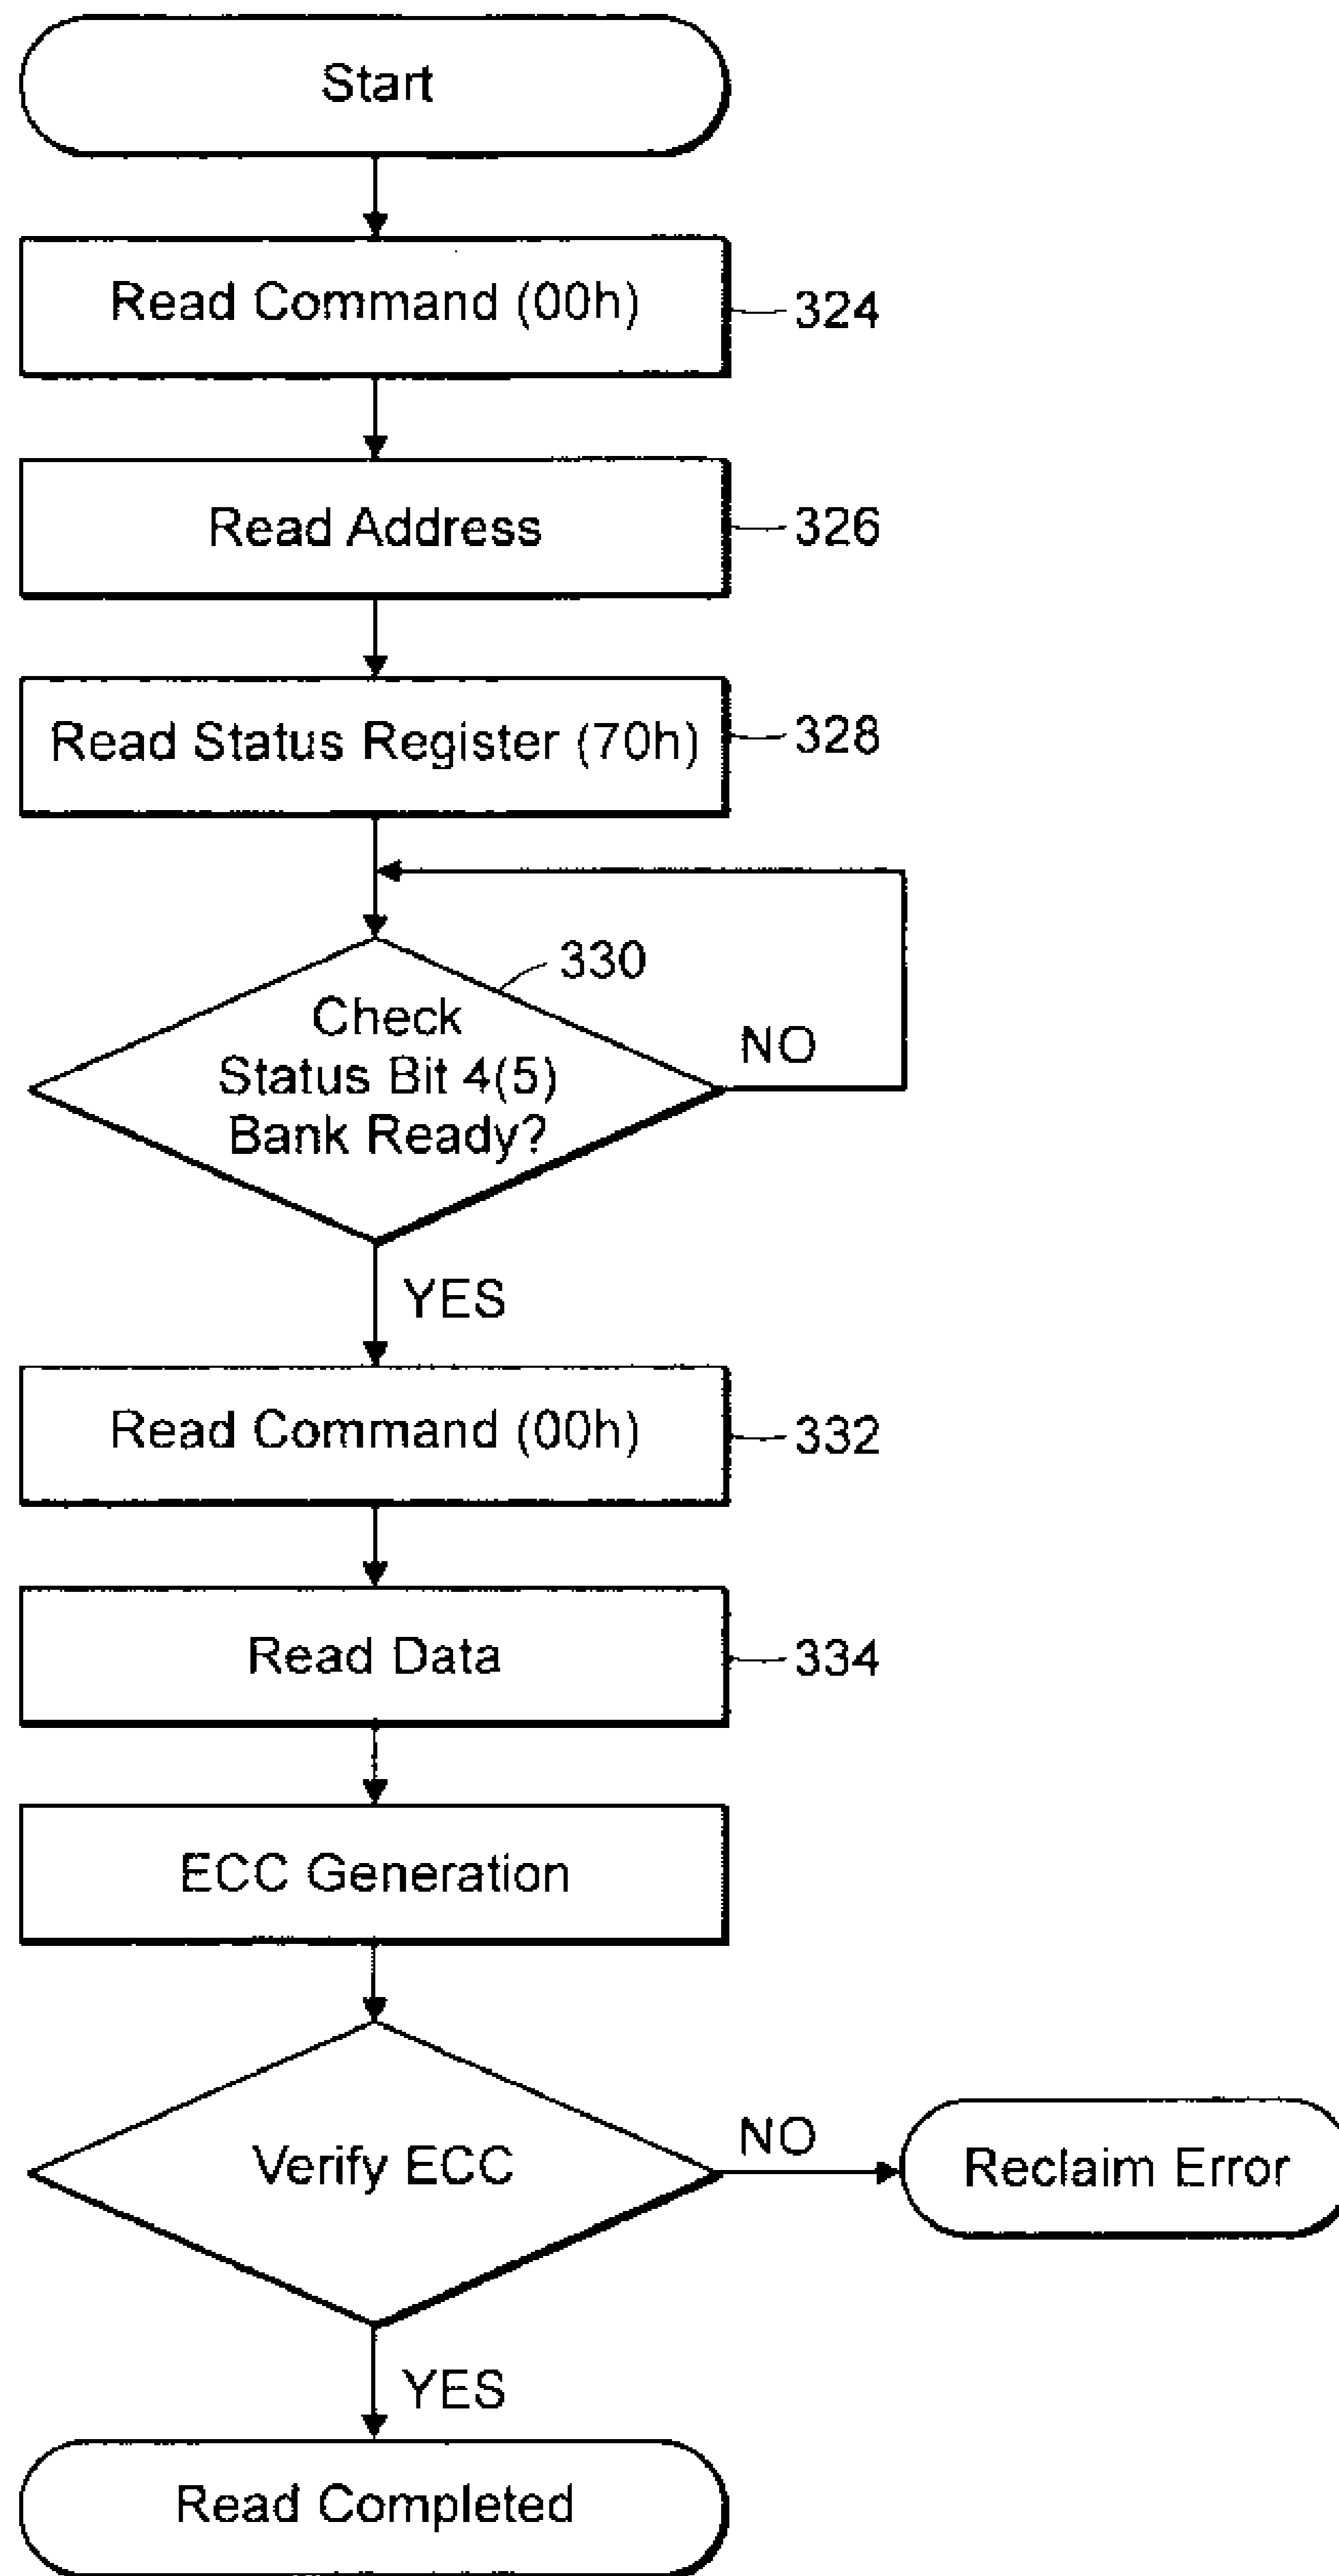 Start
Read Command (00h)
324
Read Address
326
Read Status Register (70h)
328
330
Check
Status Bit 4(5)
Bank Ready?
NO
YES
Read Command (00h)
332
Read Data
334
ECC Generation
Verify ECC
NO
Reclaim Error
YES
Read Completed